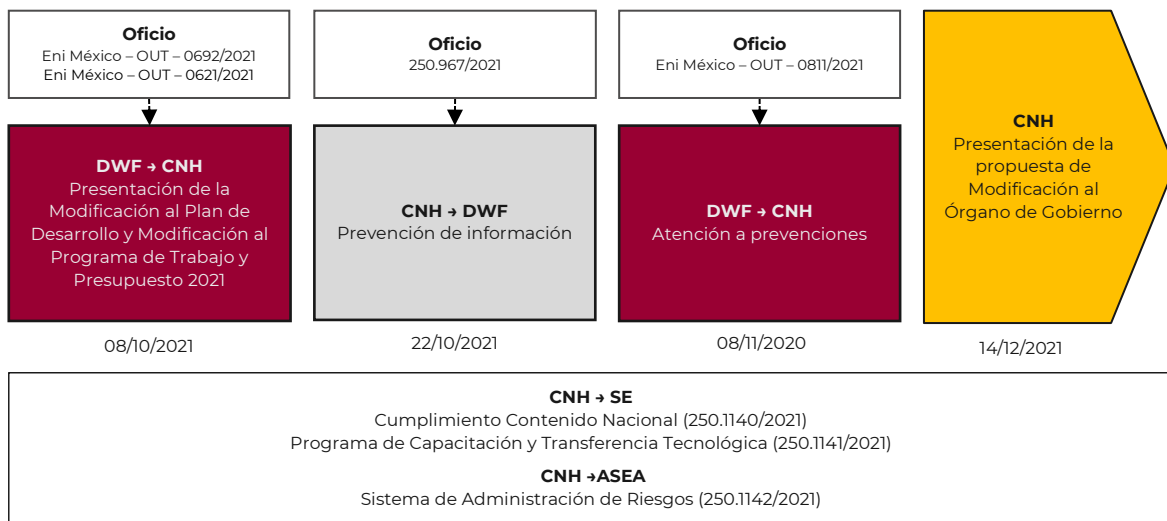 Oficio
Eni México – OUT – 0692/2021
Eni México – OUT – 0621/2021
DWF → CNH
Presentación de la
Modificación al Plan de
Desarrollo y Modificación al
Programa de Trabajo y
Presupuesto 2021
08/10/2021
Oficio
250.967/2021
CNH → DWF
Prevención de información
22/10/2021
Oficio
Eni México – OUT – 0811/2021
DWF → CNH
Atención a prevenciones
08/11/2020
CNH
Presentación de la
propuesta de
Modificación al
Órgano de Gobierno
14/12/2021
CNH → SE
Cumplimiento Contenido Nacional (250.1140/2021)
Programa de Capacitación y Transferencia Tecnológica (250.1141/2021)
CNH →ASEA
Sistema de Administración de Riesgos (250.1142/2021)